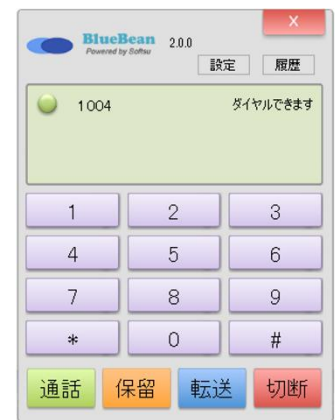 X
BlueBean 2.0.0
Powered by Softsu
設定 履歴
1004 ダイヤルできます
1 2 3
4 5 6
7 8 9
* 0 #
通話 保留 転送 切断